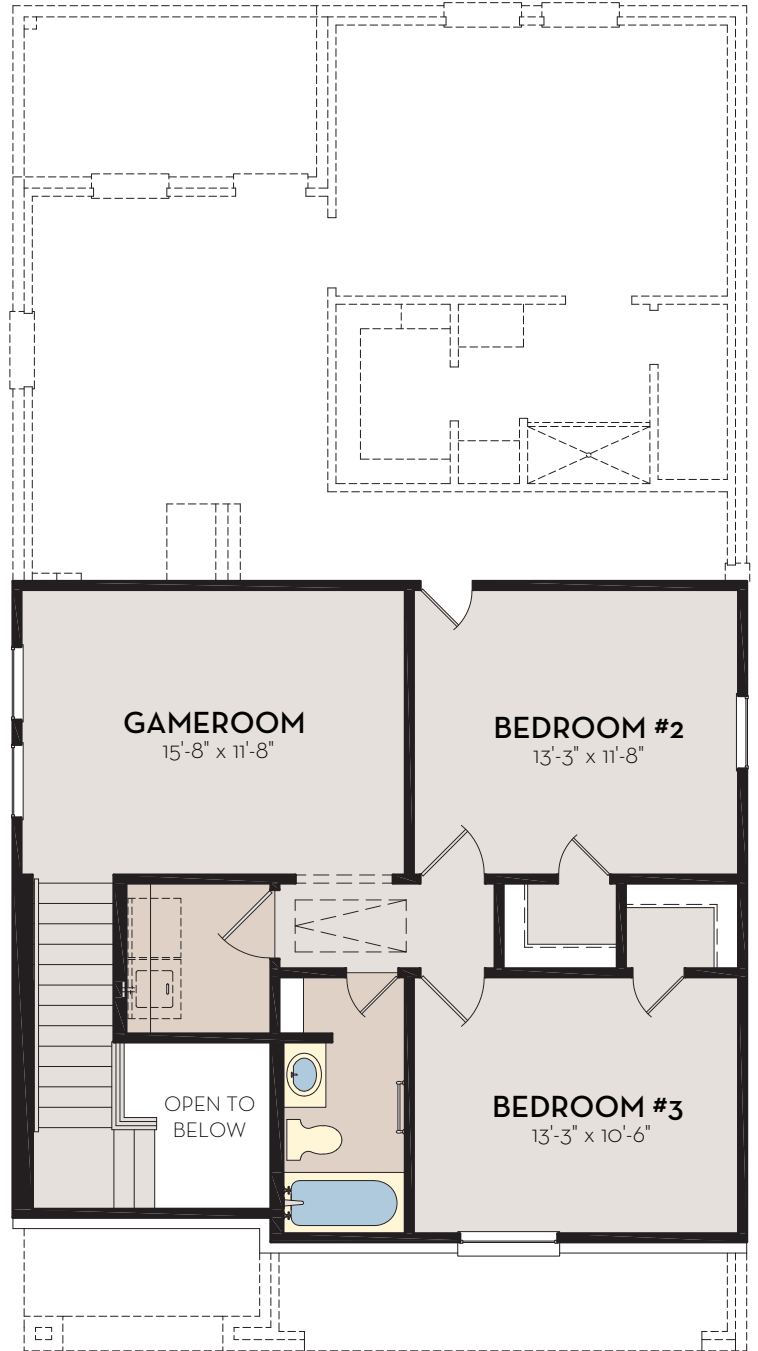 GAMEROOM
15'-8" x 11'-8"
BEDROOM #2
13'-3" x 11'-8"
OPEN TO
BELOW
BEDROOM #3
13'-3" x 10'-6"